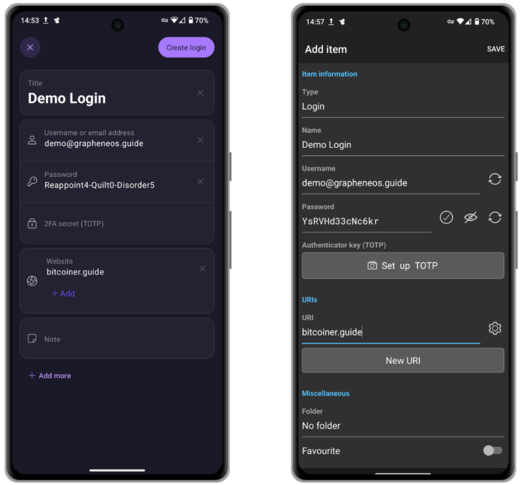 14:53
70%
Create login
Title
Demo Login
Username or email address
demo@grapheneos.guide
Password
Reappoint4-Quilt0-Disorder5
2FA secret (TOTP)
Website
bitcoiner.guide
+ Add
Note
+ Add more
14:57
70%
Add item
SAVE
Item information
Type
Login
Name
Demo Login
Username
demo@grapheneos.guide
Password
YsRVHd33cNc6kr
Authenticator key (TOTP)
Set up TOTP
URIs
URI
bitcoiner.guide
New URI
Miscellaneous
Folder
No folder
Favourite